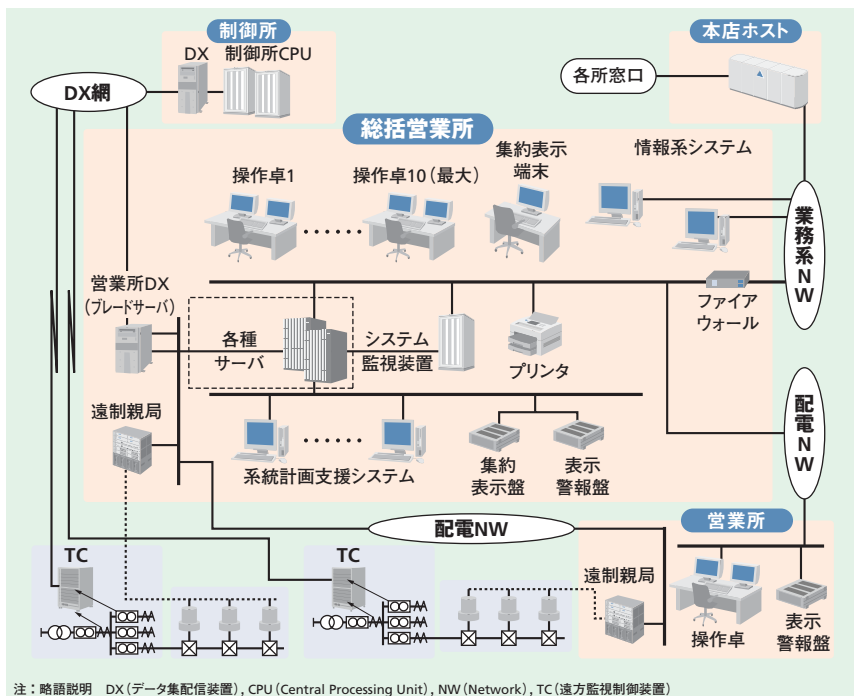 制御所
DX 制御所CPU
本店ホスト
各所窓口
DX網
総括営業所
操作卓1
操作卓10（最大）
集約表示
端末
情報系システム
業務系NW
営業所DX
（ブレードサーバ）
各種
サーバ
システム
監視装置
プリンタ
ファイア
ウォール
遠制親局
系統計画支援システム
集約
表示盤
表示
警報盤
配電NW
配電NW
営業所
TC
TC
遠制親局
操作卓
表示
警報盤
注：略語説明　DX（データ集配信装置），CPU（Central Processing Unit），NW（Network），TC（遠方監視制御装置）